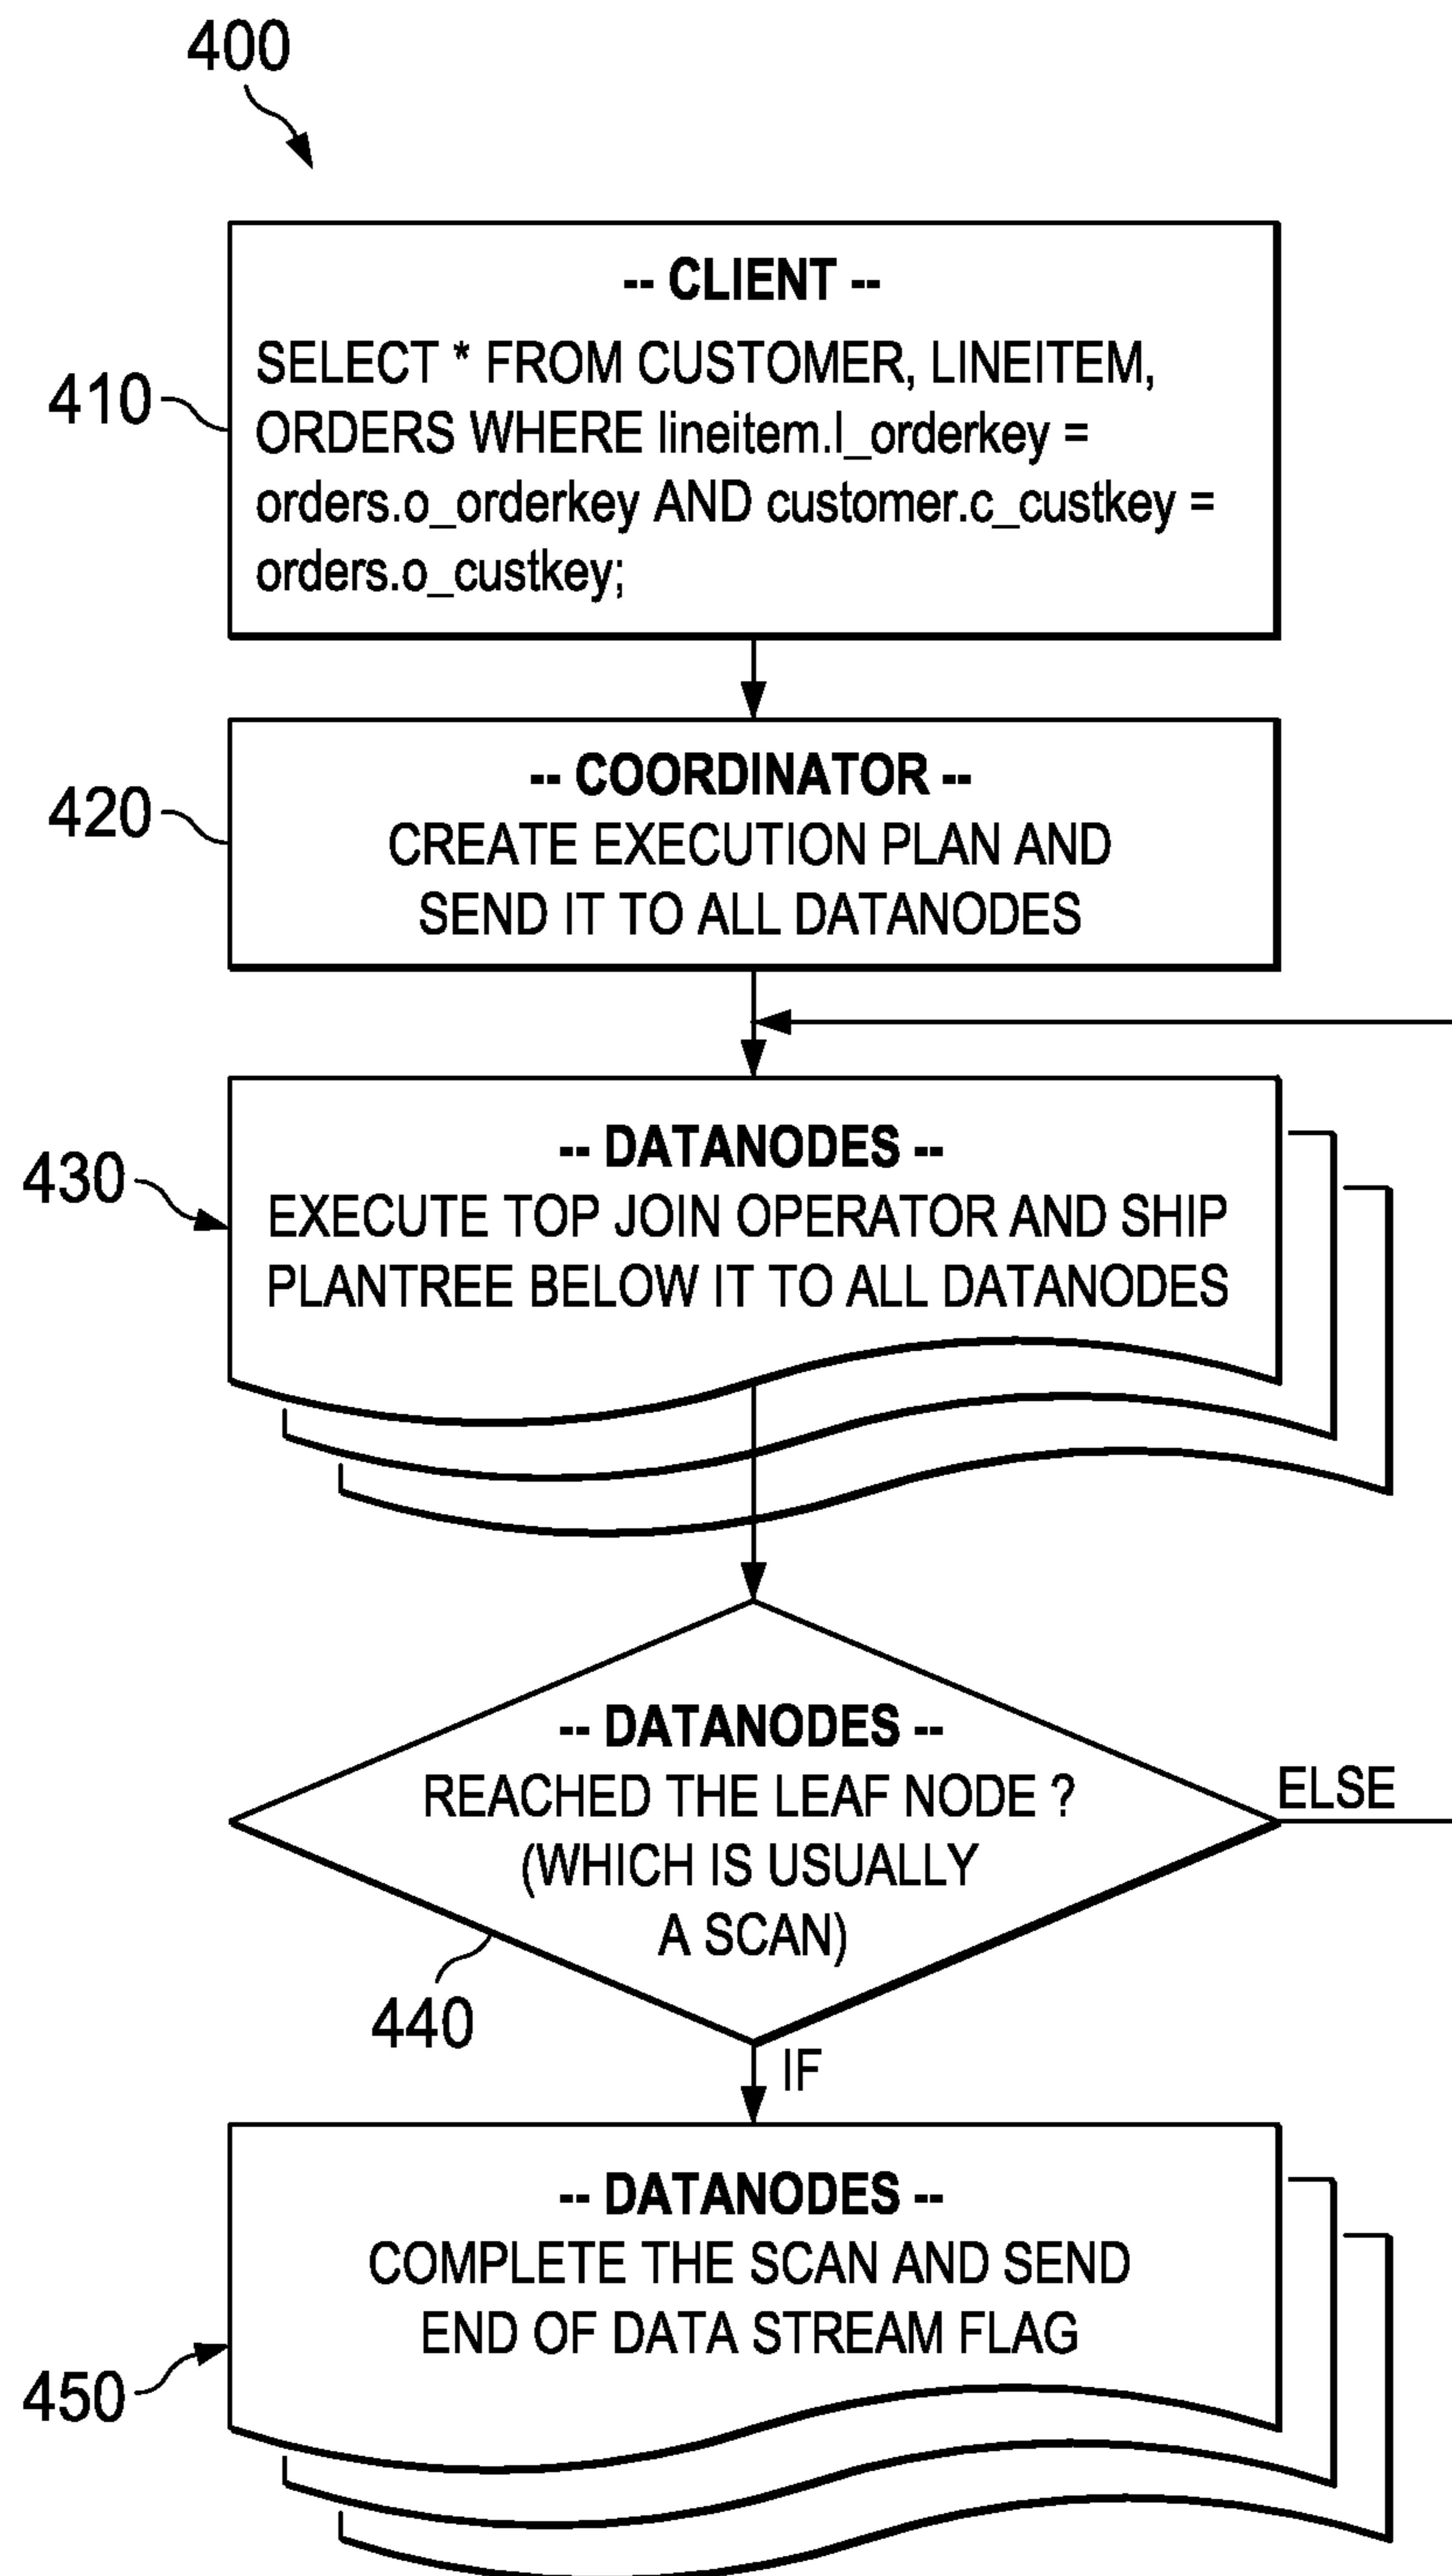 400
-- CLIENT --
SELECT * FROM CUSTOMER, LINEITEM,
ORDERS WHERE lineitem.l_orderkey =
orders.o_orderkey AND customer.c_custkey =
orders.o_custkey;
410
-- COORDINATOR --
CREATE EXECUTION PLAN AND
SEND IT TO ALL DATANODES
420
-- DATANODES --
EXECUTE TOP JOIN OPERATOR AND SHIP
PLANTREE BELOW IT TO ALL DATANODES
430
-- DATANODES --
REACHED THE LEAF NODE ?
(WHICH IS USUALLY
A SCAN)
ELSE
440
IF
-- DATANODES --
COMPLETE THE SCAN AND SEND
END OF DATA STREAM FLAG
450